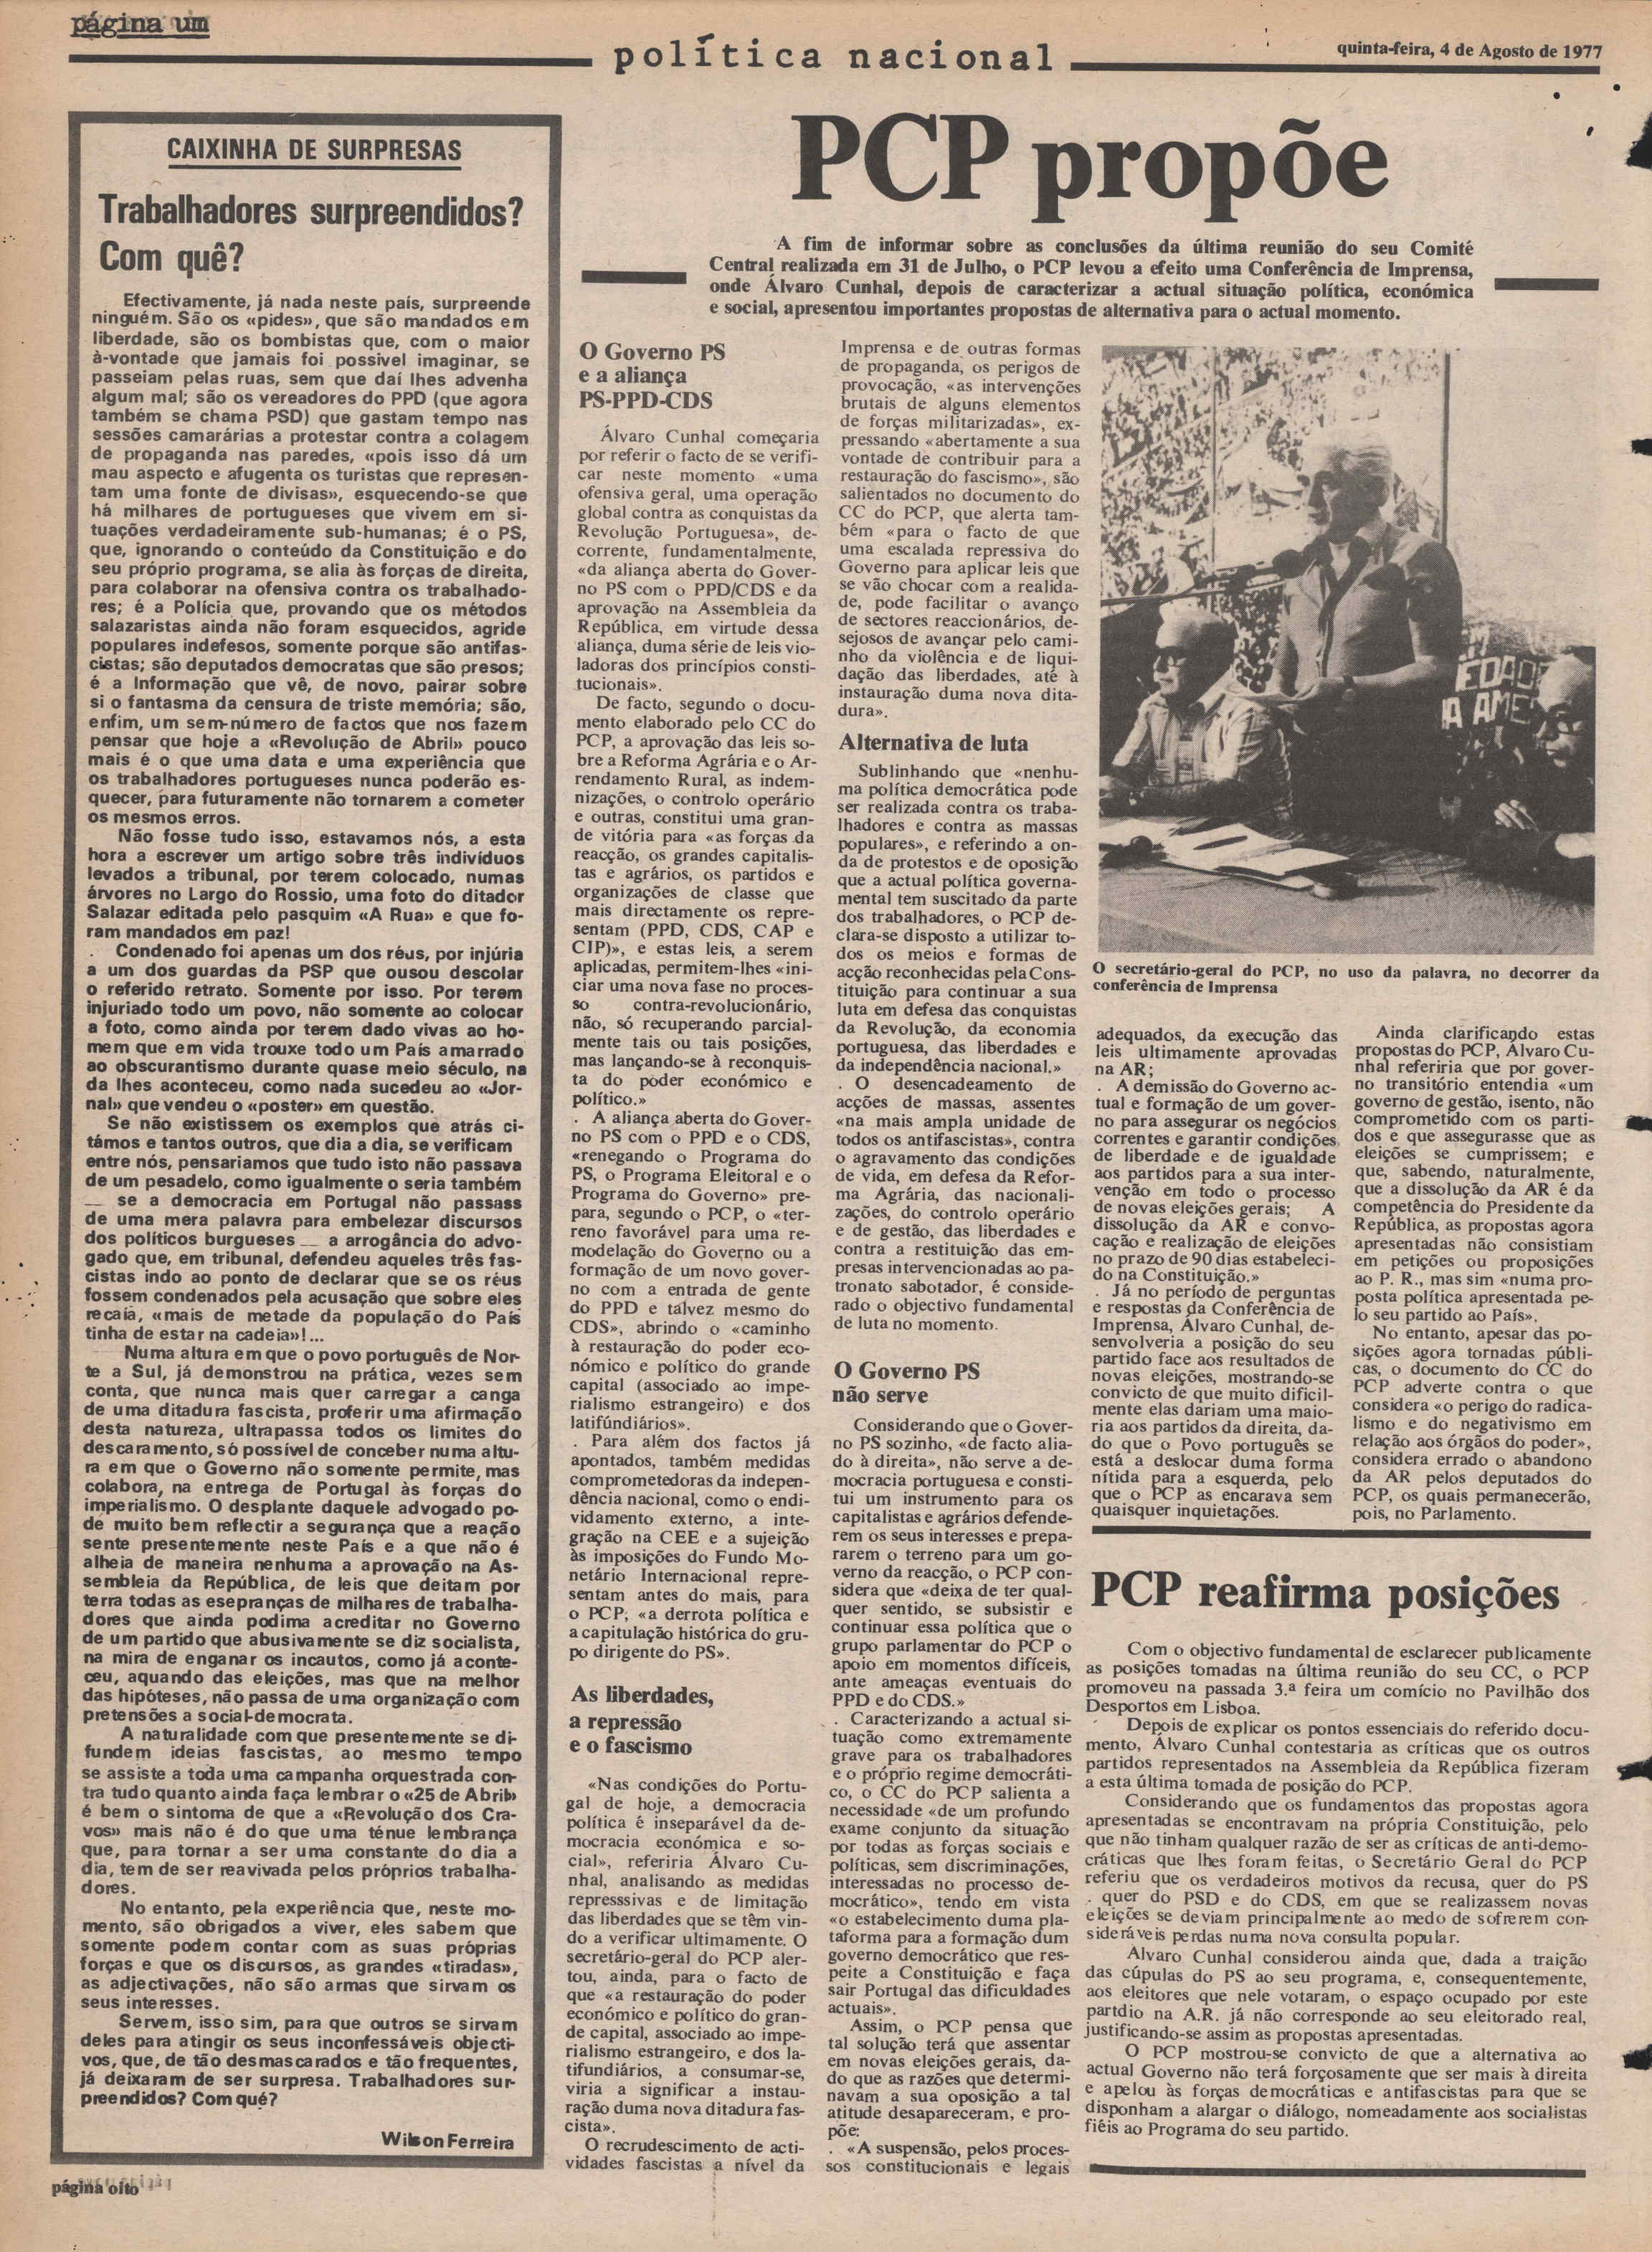 página um
política nacional
quinta-feira, 4 de Agosto de 1977
CAIXINHA DE SURPRESAS
Trabalhadores surpreendidos?
Com quê?
Efectivamente, já nada neste país, surpreende
ninguém. São os «pides», que são mandados em
liberdade, são os bombistas que, com o maior
à-vontade que jamais foi possivel imaginar, se
passeiam pelas ruas, sem que daí lhes advenha
algum mal; são os vereadores do PPD (que agora
também se chama PSD) que gastam tempo nas
sessões camarárias a protestar contra a colagem
de propaganda nas paredes, «pois isso dá um
mau aspecto e afugenta os turistas que represen-
tam uma fonte de divisas», esquecendo-se que
há milhares de portugueses que vivem em si-
tuações verdadeiramente sub-humanas; é o PS,
que, ignorando o conteúdo da Constituição e do
seu próprio programa, se alia às forças de direita,
para colaborar na ofensiva contra os trabalhado-
res; é a Polícia que, provando que os métodos
salazaristas ainda não foram esquecidos, agride
populares indefesos, somente porque são antifas-
cistas; são deputados democratas que são presos;
é a Informação que vê, de novo, pairar sobre
si o fantasma da censura de triste memória; são,
enfim, um sem-número de factos que nos fazem
pensar que hoje a «Revolução de Abril» pouco
mais é o que uma data e uma experiência que
os trabalhadores portugueses nunca poderão es-
quecer, para futuramente não tornarem a cometer
os mesmos erros.
Não fosse tudo isso, estavamos nós, a esta
hora a escrever um artigo sobre três indivíduos
levados a tribunal, por terem colocado, numas
árvores no Largo do Rossio, uma foto do ditador
Salazar editada pelo pasquim «A Rua» e que fo-
ram mandados em paz!
Condenado foi apenas um dos réus, por injúria
a um dos guardas da PSP que ousou descolar
o referido retrato. Somente por isso. Por terem
injuriado todo um povo, não somente ao colocar
a foto, como ainda por terem dado vivas ao ho-
mem que em vida trouxe todo um País amarrado
ao obscurantismo durante quase meio século, na
da lhes aconteceu, como nada sucedeu ao «Jor-
nal» que vendeu o «poster» em questão.
Se não existissem os exemplos que atrás ci-
támos e tantos outros, que dia a dia, se verificam
entre nós, pensariamos que tudo isto não passava
de um pesadelo, como igualmente o seria também
— se a democracia em Portugal não passass
de uma mera palavra para embelezar discursos
dos políticos burgueses — a arrogância do advo-
gado que, em tribunal, defendeu aqueles três fas-
cistas indo ao ponto de declarar que se os réus
fossem condenados pela acusação que sobre eles
recaía, «mais de metade da população do País
tinha de estar na cadeia»!...
Numa altura em que o povo português de Nor-
te a Sul, já demonstrou na prática, vezes sem
conta, que nunca mais quer carregar a canga
de uma ditadura fascista, proferir uma afirmação
desta natureza, ultrapassa todos os limites do
descaramento, só possível de conceber numa altu-
ra em que o Governo não somente permite, mas
colabora, na entrega de Portugal às forças do
imperialismo. O desplante daquele advogado po-
de muito bem reflectir a segurança que a reação
sente presentemente neste País e a que não é
alheia de maneira nenhuma a aprovação na As-
sembleia da República, de leis que deitam por
terra todas as esepranças de milhares de trabalha-
dores que ainda podima acreditar no Governo
de um partido que abusivamente se diz socialista,
na mira de enganar os incautos, como já aconte-
ceu, aquando das eleições, mas que na melhor
das hipóteses, não passa de uma organização com
pretensões a social-democrata.
A naturalidade com que presentemente se di-
fundem ideias fascistas, ao mesmo tempo
se assiste a toda uma campanha orquestrada con-
tra tudo quanto ainda faça lembrar o «25 de Abril»
é bem o sintoma de que a «Revolução dos Cra-
vos» mais não é do que uma ténue lembrança
que, para tornar a ser uma constante do dia a
dia, tem de ser reavivada pelos próprios trabalha-
dores.
No entanto, pela experiência que, neste mo-
mento, são obrigados a viver, eles sabem que
somente podem contar com as suas próprias
forças e que os discursos, as grandes «tiradas»,
as adjectivações, não são armas que sirvam os
seus interesses.
Servem, isso sim, para que outros se sirvam
deles para atingir os seus inconfessáveis objecti-
vos, que, de tão desmascarados e tão frequentes,
já deixaram de ser surpresa. Trabalhadores sur-
preendidos? Com qué?
Wilson Ferreira
página oito
PCP propõe
A fim de informar sobre as conclusões da última reunião do seu Comité
Central realizada em 31 de Julho, o PCP levou a efeito uma Conferência de Imprensa,
onde Álvaro Cunhal, depois de caracterizar a actual situação política, económica
e social, apresentou importantes propostas de alternativa para o actual momento.
O Governo PS
e a aliança
PS-PPD-CDS
Álvaro Cunhal começaria
por referir o facto de se verifi-
car neste momento «uma
ofensiva geral, uma operação
global contra as conquistas da
Revolução Portuguesa», de-
corrente, fundamentalmente,
«da aliança aberta do Gover-
no PS com o PPD/CDS e da
aprovação na Assembleia da
República, em virtude dessa
aliança, duma série de leis vio-
ladoras dos princípios consti-
tucionais».
De facto, segundo o docu-
mento elaborado pelo CC do
PCP, a aprovação das leis so-
bre a Reforma Agrária e o Ar-
rendamento Rural, as indem-
nizações, o controlo operário
e outras, constitui uma gran-
de vitória para «as forças da
reacção, os grandes capitalis-
tas e agrários, os partidos e
organizações de classe que
mais directamente os repre-
sentam (PPD, CDS, CAP e
CIP)», e estas leis, a serem
aplicadas, permitem-lhes «ini-
ciar uma nova fase no proces-
so contra-revolucionário,
não, só recuperando parcial-
mente tais ou tais posições,
mas lançando-se à reconquis-
ta do poder económico e
político.»
. A aliança aberta do Gover-
no PS com o PPD e o CDS,
«renegando o Programa do
PS, o Programa Eleitoral e o
Programa do Governo» pre-
para, segundo o PCP, o «ter-
reno favorável para uma re-
modelação do Governo ou a
formação de um novo gover-
no com a entrada de gente
do PPD e talvez mesmo do
CDS», abrindo o «caminho
à restauração do poder eco-
nómico e político do grande
capital (associado ao impe-
rialismo estrangeiro) e dos
latifúndiários».
. Para além dos factos já
apontados, também medidas
comprometedoras da indepen-
dência nacional, como o endi-
vidamento externo, a inte-
gração na CEE e a sujeição
às imposições do Fundo Mo-
netário Internacional repre-
sentam antes do mais, para
o PCP; «a derrota política e
a capitulação histórica do gru-
po dirigente do PS».
As liberdades,
a repressão
e o fascismo
«Nas condições do Portu-
gal de hoje, a democracia
política é inseparável da de-
mocracia económica e so-
cial», referiria Álvaro Cu-
nhal, analisando as medidas
represssivas e de limitação
das liberdades que se têm vin-
do a verificar ultimamente. O
secretário-geral do PCP aler-
tou, ainda, para o facto de
que «a restauração do poder
económico e político do gran-
de capital, associado ao impe-
rialismo estrangeiro, e dos la-
tifundiários, a consumar-se,
viria a significar a instau-
ração duma nova ditadura fas-
cista».
O recrudescimento de acti-
vidades fascistas a nível da
Imprensa e de outras formas
de propaganda, os perigos de
provocação, «as intervenções
brutais de alguns elementos
de forças militarizadas», ex-
pressando «abertamente a sua
vontade de contribuir para a
restauração do fascismo», são
salientados no documento do
CC do PCP, que alerta tam-
bém «para o facto de que
uma escalada repressiva do
Governo para aplicar leis que
se vão chocar com a realida-
de, pode facilitar o avanço
de sectores reaccionários, de-
sejosos de avançar pelo cami-
nho da violência e de liqui-
dação das liberdades, até à
instauração duma nova dita-
dura».
Alternativa de luta
Sublinhando que «nenhu-
ma política democrática pode
ser realizada contra os traba-
lhadores e contra as massas
populares», e referindo a on-
da de protestos e de oposição
que a actual política governa-
mental tem suscitado da parte
dos trabalhadores, o PCP de-
clara-se disposto a utilizar to-
dos os meios e formas de
acção reconhecidas pela Cons-
tituição para continuar a sua
luta em defesa das conquistas
da Revolução, da economia
portuguesa, das liberdades e
da independência nacional.»
. O desencadeamento de
acções de massas, assentes
«na mais ampla unidade de
todos os antifascistas», contra
o agravamento das condições
de vida, em defesa da Refor-
ma Agrária, das nacionali-
zações, do controlo operário
e de gestão, das liberdades e
contra a restituição das em-
presas intervencionadas ao pa-
tronato sabotador, é conside-
rado o objectivo fundamental
de luta no momento.
O Governo PS
não serve
Considerando que o Gover-
no PS sozinho, «de facto alia-
do à direita», não serve a de-
mocracia portuguesa e consti-
tui um instrumento para os
capitalistas e agrários defende-
rem os seus interesses e prepa-
rarem o terreno para um go-
verno da reacção, o PCP con-
sidera que «deixa de ter qual-
quer sentido, se subsistir e
continuar essa política que o
grupo parlamentar do PCP o
apoio em momentos difíceis,
ante ameaças eventuais do
PPD e do CDS.»
. Caracterizando a actual si-
tuação como extremamente
grave para os trabalhadores
e o próprio regime democráti-
co, o CC do PCP salienta a
necessidade «de um profundo
exame conjunto da situação
por todas as forças sociais e
políticas, sem discriminações,
interessadas no processo de-
mocrático», tendo em vista
«o estabelecimento duma pla-
taforma para a formação dum
governo democrático que res-
peite a Constituição e faça
sair Portugal das dificuldades
actuais».
Assim, o PCP pensa que
tal solução terá que assentar
em novas eleições gerais, da-
do que as razões que determi-
navam a sua oposição a tal
atitude desapareceram, e pro-
põe:
. «A suspensão, pelos proces-
sos constitucionais e legais
EDADE
A AME
O secretário-geral do PCP, no uso da palavra, no decorrer da
conferência de Imprensa
adequados, da execução das
leis ultimamente aprovadas
na AR;
. A demissão do Governo ac-
tual e formação de um gover-
no para assegurar os negócios
correntes e garantir condições
de liberdade e de igualdade
aos partidos para a sua inter-
venção em todo o processo
de novas eleições gerais; A
dissolução da AR e convo-
cação e realização de eleições
no prazo de 90 dias estabeleci-
do na Constituição.»
. Já no período de perguntas
e respostas da Conferência de
Imprensa, Álvaro Cunhal, de-
senvolveria a posição do seu
partido face aos resultados de
novas eleições, mostrando-se
convicto de que muito dificil-
mente elas dariam uma maio-
ria aos partidos da direita, da-
do que o Povo português se
está a deslocar duma forma
nítida para a esquerda, pelo
que o PCP as encarava sem
quaisquer inquietações.
Ainda clarificando estas
propostas do PCP, Álvaro Cu-
nhal referiria que por gover-
no transitório entendia «um
governo de gestão, isento, não
comprometido com os parti-
dos e que assegurasse que as
eleições se cumprissem; e
que, sabendo, naturalmente,
que a dissolução da AR é da
competência do Presidente da
República, as propostas agora
apresentadas não consistiam
em petições ou proposições
ao P. R., mas sim «numa pro-
posta política apresentada pe-
lo seu partido ao País».
No entanto, apesar das po-
sições agora tornadas públi-
cas, o documento do CC do
PCP adverte contra o que
considera «o perigo do radica-
lismo e do negativismo em
relação aos órgãos do poder»,
considera errado o abandono
da AR pelos deputados do
PCP, os quais permanecerão,
pois, no Parlamento.
PCP reafirma posições
Com o objectivo fundamental de esclarecer publicamente
as posições tomadas na última reunião do seu CC, o PCP
promoveu na passada 3.ª feira um comício no Pavilhão dos
Desportos em Lisboa.
Depois de explicar os pontos essenciais do referido docu-
mento, Álvaro Cunhal contestaria as críticas que os outros
partidos representados na Assembleia da República fizeram
a esta última tomada de posição do PCP.
Considerando que os fundamentos das propostas agora
apresentadas se encontravam na própria Constituição, pelo
que não tinham qualquer razão de ser as críticas de anti-demo-
cráticas que lhes foram feitas, o Secretário Geral do PCP
referiu que os verdadeiros motivos da recusa, quer do PS
. quer do PSD e do CDS, em que se realizassem novas
eleições se deviam principalmente ao medo de sofrerem con-
sideráveis perdas numa nova consulta popular.
Álvaro Cunhal considerou ainda que, dada a traição
das cúpulas do PS ao seu programa, e, consequentemente,
aos eleitores que nele votaram, o espaço ocupado por este
partdio na A.R. já não corresponde ao seu eleitorado real,
justificando-se assim as propostas apresentadas.
O PCP mostrou-se convicto de que a alternativa ao
actual Governo não terá forçosamente que ser mais à direita
e apelou às forças democráticas e antifascistas para que se
disponham a alargar o diálogo, nomeadamente aos socialistas
fiéis ao Programa do seu partido.